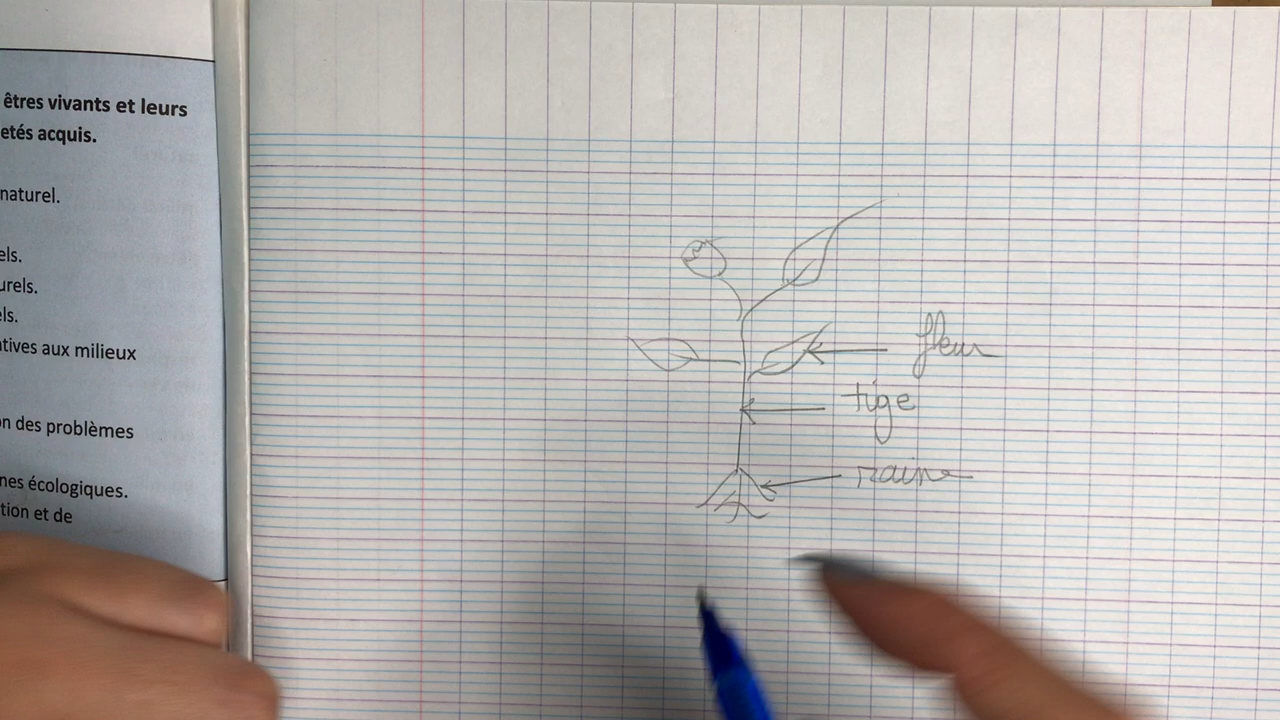 êtres vivants et leurs
etés acquis.
naturel.
els.
urels.
els.
atives aux milieux
on des problèmes
nes écologiques.
tion et de
fleur
tige
racine